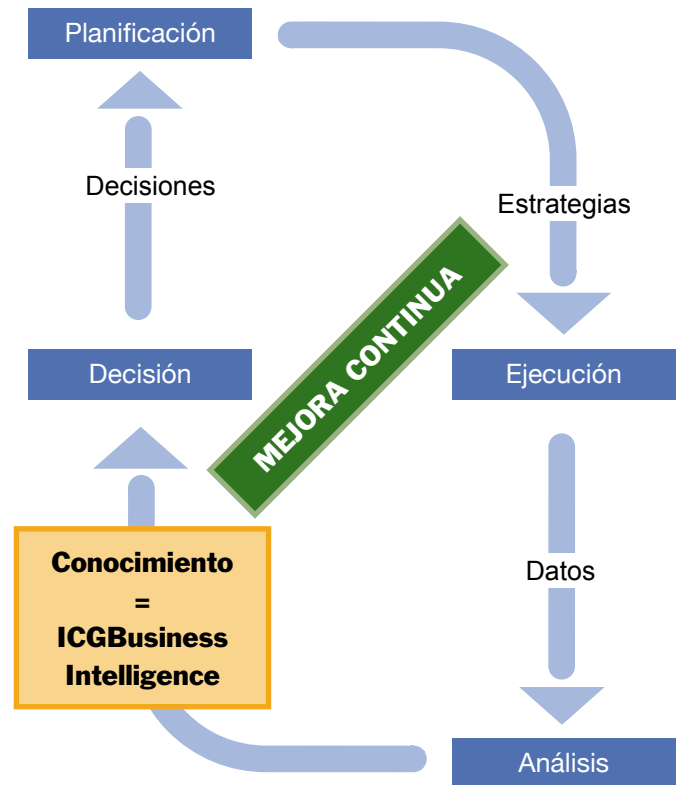 Planificación
Decisiones
Estrategias
MEJORA CONTINUA
Decisión
Ejecución
Conocimiento
=
ICGBusiness
Intelligence
Datos
Análisis